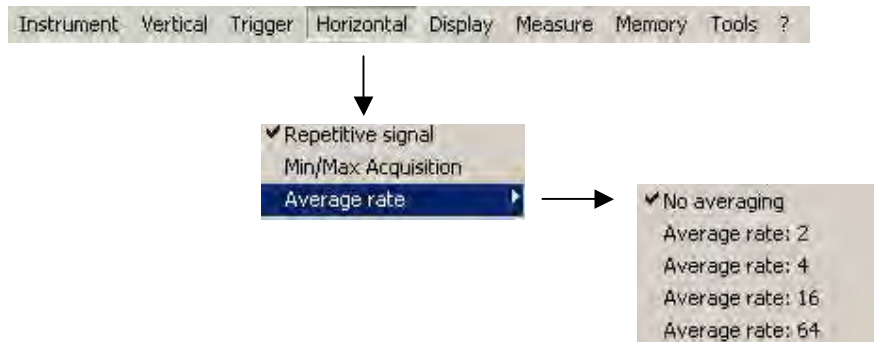 Instrument Vertical Trigger Horizontal Display Measure Memory Tools ?
✔Repetitive signal
Min/Max Acquisition
Average rate
✔No averaging
Average rate: 2
Average rate: 4
Average rate: 16
Average rate: 64